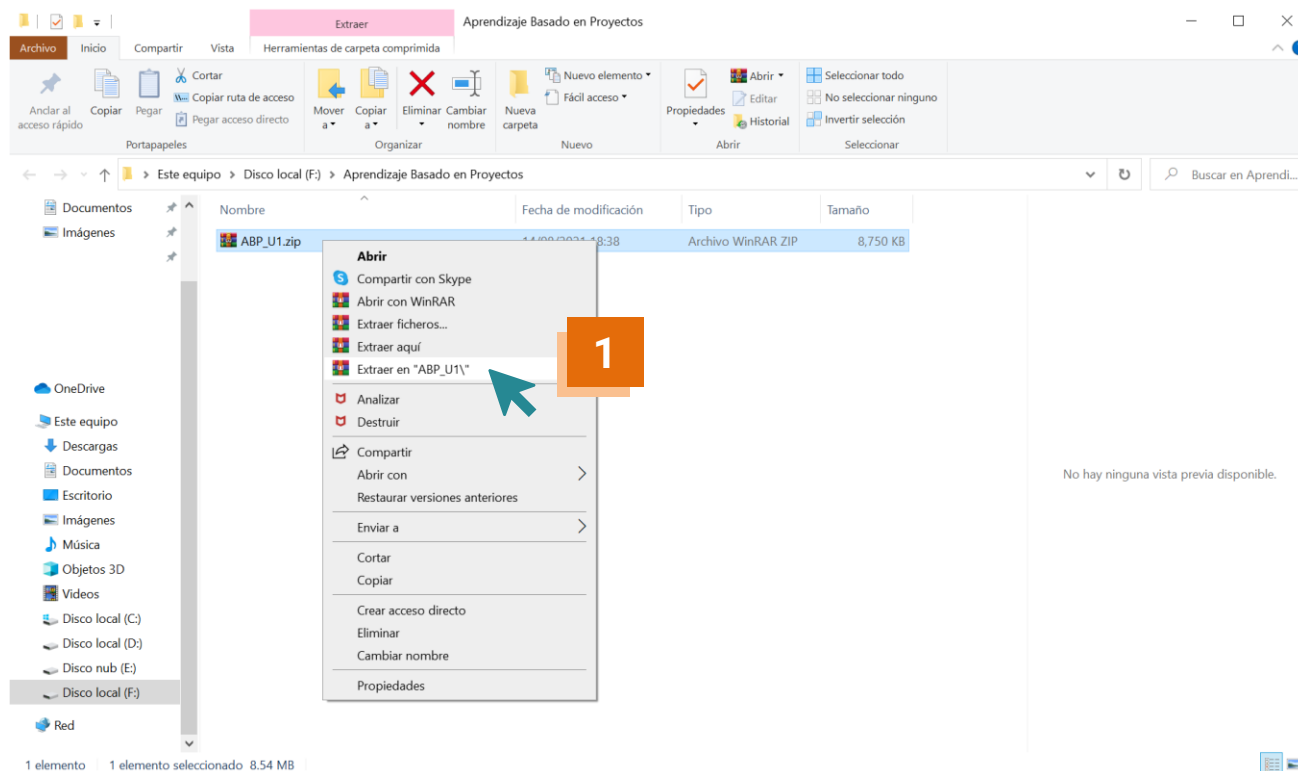 Extraer
Aprendizaje Basado en Proyectos
Archivo Inicio Compartir Vista Herramientas de carpeta comprimida
Anclar al acceso rápido
Copiar
Pegar
Cortar
Copiar ruta de acceso
Pegar acceso directo
Portapapeles
Mover a
Copiar a
Eliminar
Cambiar nombre
Organizar
Nueva carpeta
Nuevo elemento
Fácil acceso
Nuevo
Propiedades
Abrir
Editar
Historial
Abrir
Seleccionar todo
No seleccionar ninguno
Invertir selección
Seleccionar
Este equipo > Disco local (F:) > Aprendizaje Basado en Proyectos
Buscar en Aprendi...
Documentos
Imágenes
OneDrive
Este equipo
Descargas
Documentos
Escritorio
Imágenes
Música
Objetos 3D
Videos
Disco local (C:)
Disco local (D:)
Disco nub (E:)
Disco local (F:)
Red
Nombre Fecha de modificación Tipo Tamaño
ABP_U1.zip 18:38 Archivo WinRAR ZIP 8,750 KB
Abrir
Compartir con Skype
Abrir con WinRAR
Extraer ficheros...
Extraer aquí
Extraer en "ABP_U1\"
1
Analizar
Destruir
Compartir
Abrir con
Restaurar versiones anteriores
Enviar a
Cortar
Copiar
Crear acceso directo
Eliminar
Cambiar nombre
Propiedades
No hay ninguna vista previa disponible.
1 elemento 1 elemento seleccionado 8.54 MB